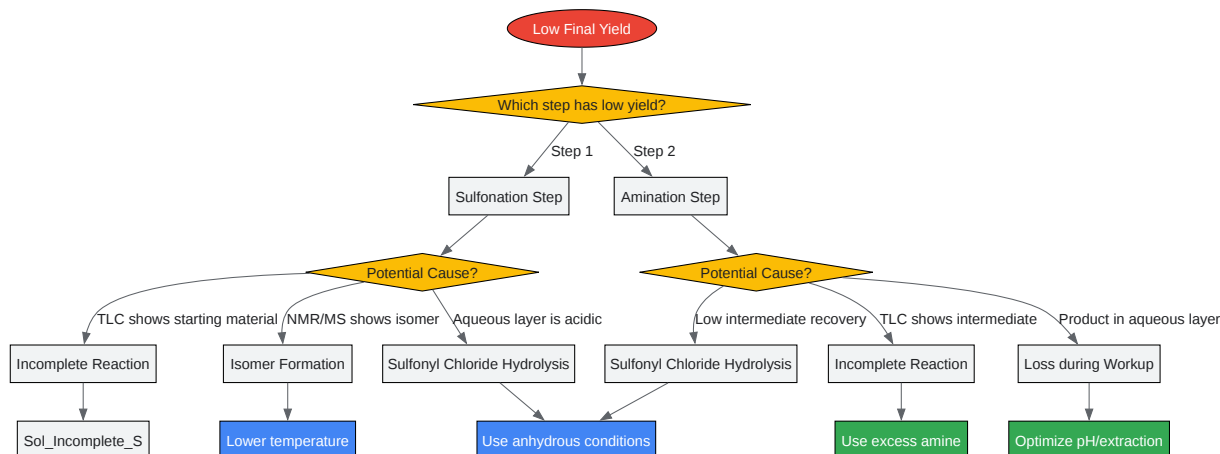 Low Final Yield
Which step has low yield?
Step 1
Step 2
Sulfonation Step
Amination Step
Potential Cause?
Potential Cause?
TLC shows starting material
NMR/MS shows isomer
Aqueous layer is acidic
Low intermediate recovery
TLC shows intermediate
Product in aqueous layer
Incomplete Reaction
Isomer Formation
Sulfonyl Chloride Hydrolysis
Sulfonyl Chloride Hydrolysis
Incomplete Reaction
Loss during Workup
Sol_Incomplete_S
Lower temperature
Use anhydrous conditions
Use excess amine
Optimize pH/extraction